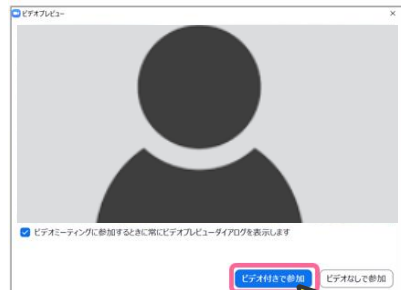 ビデオプレビュー
ビデオミーティングに参加するときに常にビデオプレビューダイアログを表示します
ビデオ付きで参加
ビデオなしで参加